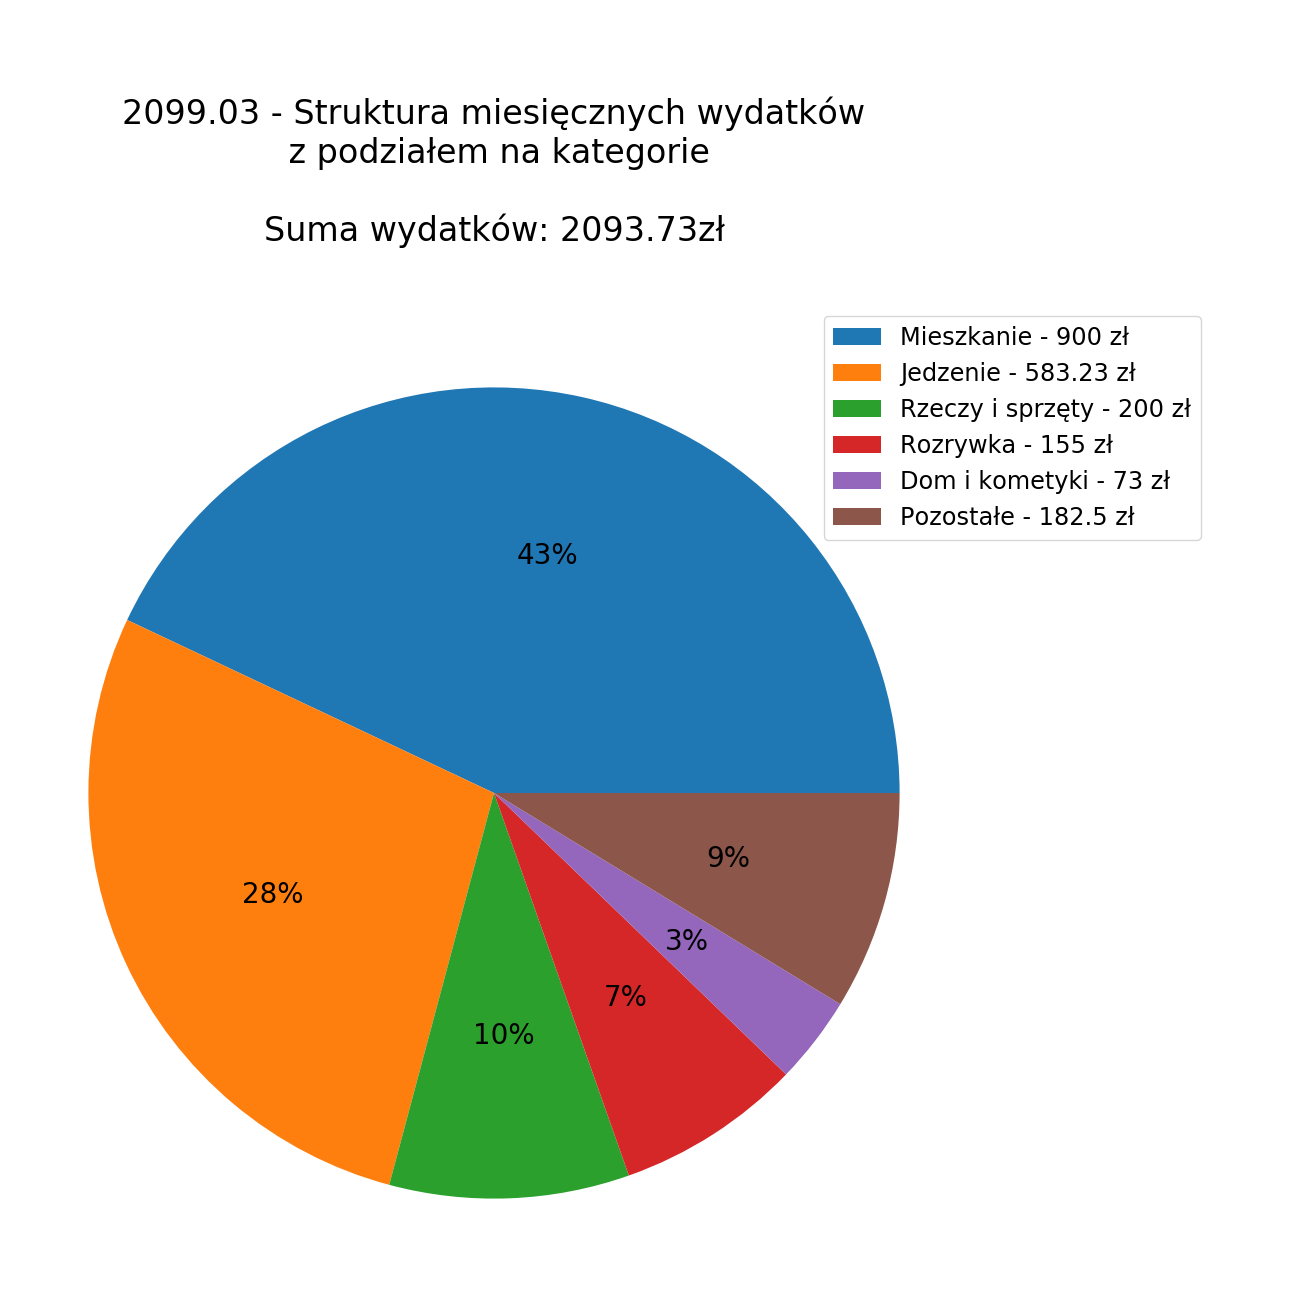 2099.03 - Struktura miesięcznych wydatków
z podziałem na kategorie
Suma wydatków: 2093.73zł
Mieszkanie - 900 zł
Jedzenie - 583.23 zł
Rzeczy i sprzęty - 200 zł
Rozrywka - 155 zł
Dom i kometyki - 73 zł
Pozostałe - 182.5 zł
43%
28%
10%
7%
3%
9%